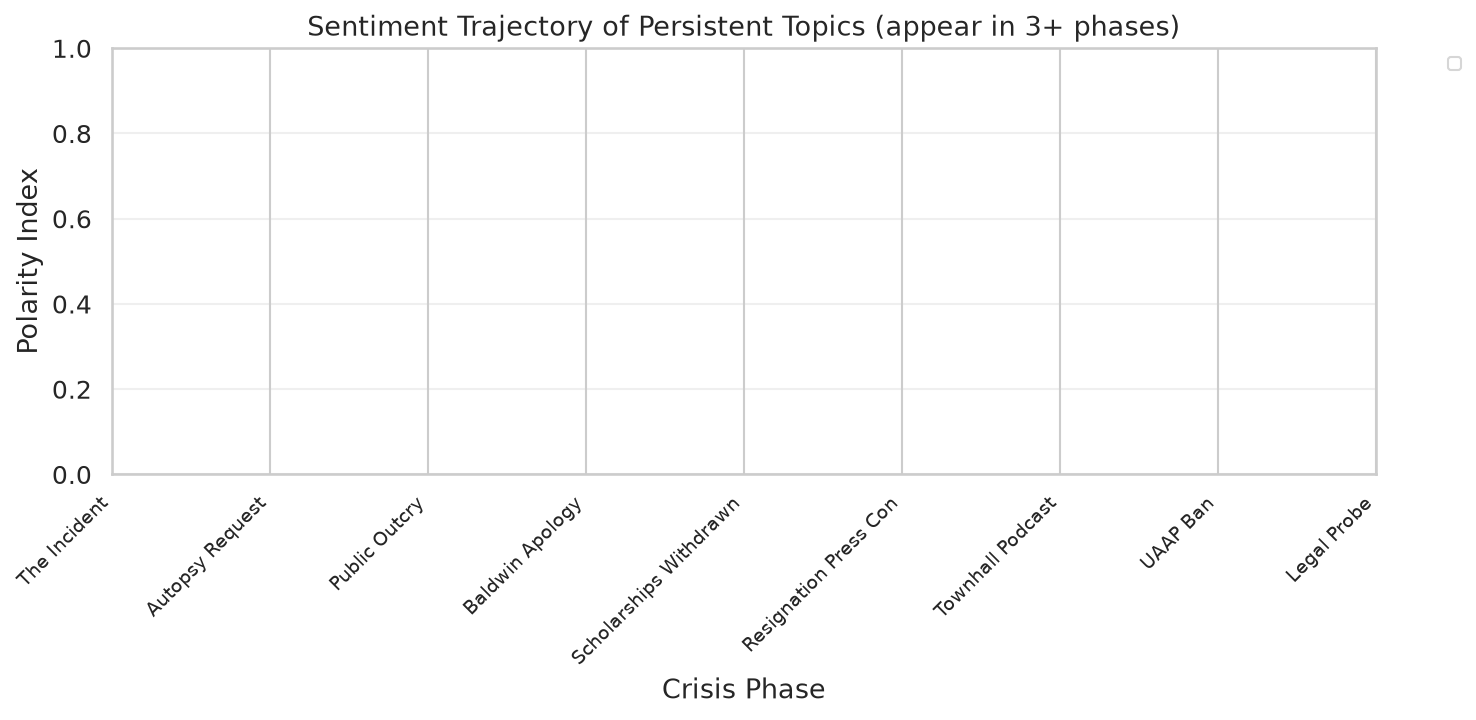 Sentiment Trajectory of Persistent Topics (appear in 3+ phases)
Polarity Index
1.0
0.8
0.6
0.4
0.2
0.0
The Incident
Autopsy Request
Public Outcry
Baldwin Apology
Scholarships Withdrawn
Resignation Press Con
Townhall Podcast
UAAP Ban
Legal Probe
Crisis Phase